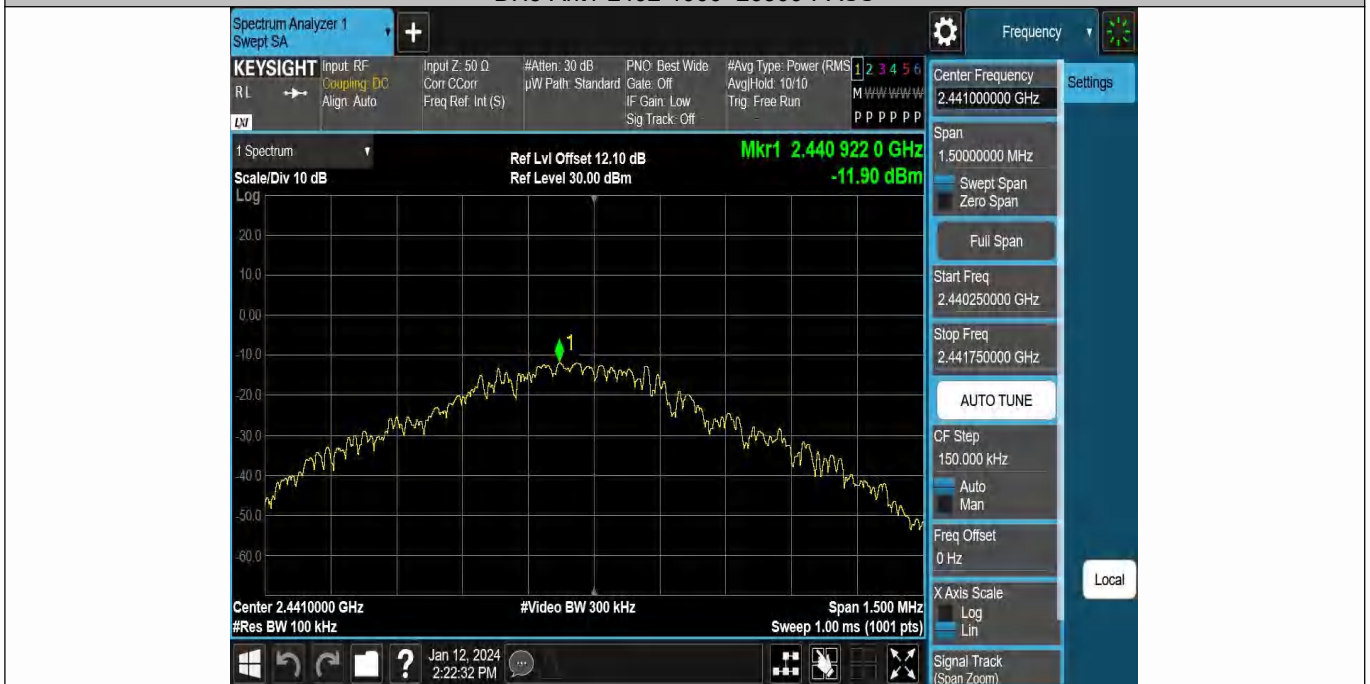 Spectrum Analyzer 1
Swept SA
+
Frequency
KEYSIGHT
RL
LXI
Input: RF
Coupling: DC
Align: Auto
Input Z: 50 Ω
Corr CCorr
Freq Ref: Int (S)
#Atten: 30 dB
µW Path: Standard
PNO: Best Wide
Gate: Off
IF Gain: Low
Sig Track: Off
#Avg Type: Power (RMS
Avg|Hold: 10/10
Trig: Free Run
1 2 3 4 5 6
M W W W W W
P P P P P P
1 Spectrum
Scale/Div 10 dB
Ref Lvl Offset 12.10 dB
Ref Level 30.00 dBm
Mkr1 2.440 922 0 GHz
-11.90 dBm
Log
20.0
10.0
0.00
-10.0
-20.0
-30.0
-40.0
-50.0
-60.0
1
Center 2.4410000 GHz
#Res BW 100 kHz
#Video BW 300 kHz
Span 1.500 MHz
Sweep 1.00 ms (1001 pts)
Jan 12, 2024
2:22:32 PM
Center Frequency
2.441000000 GHz
Settings
Span
1.50000000 MHz
Swept Span
Zero Span
Full Span
Start Freq
2.440250000 GHz
Stop Freq
2.441750000 GHz
AUTO TUNE
CF Step
150.000 kHz
Auto
Man
Freq Offset
0 Hz
X Axis Scale
Log
Lin
Local
Signal Track
(Span Zoom)